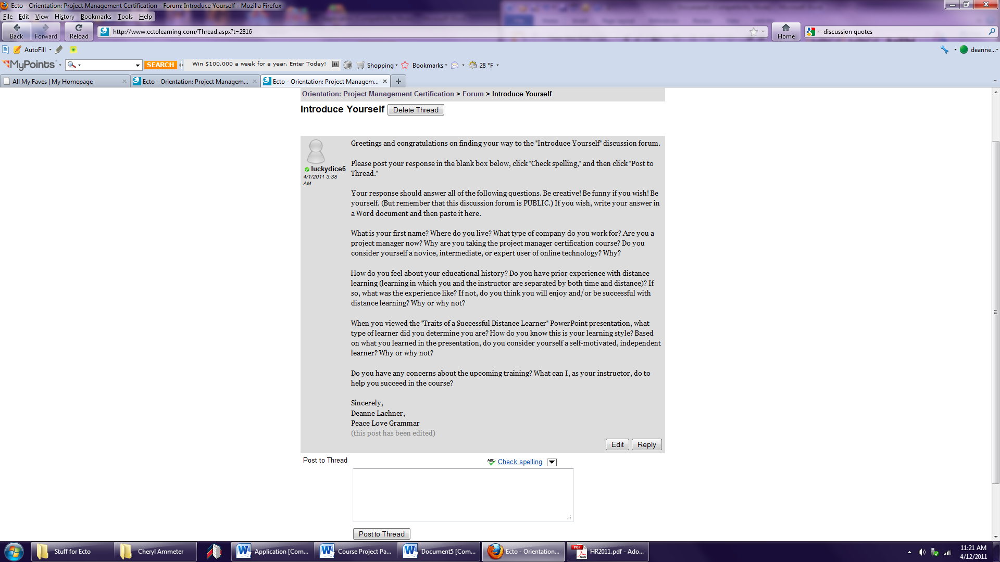 Ecto - Orientation: Project Management Certification - Forum: Introduce Yourself - Mozilla Firefox
File Edit View History Bookmarks Tools Help
Back Forward Reload http://www.ectolearning.com/Thread.aspx?t=2816 Home discussion quotes
AutoFill deanne...
MyPoints SEARCH Win $100,000 a week for a year. Enter Today! Shopping Bookmarks 28 °F
All My Faves | My Homepage Ecto - Orientation: Project Managem... Ecto - Orientation: Project Managem...
Orientation: Project Management Certification > Forum > Introduce Yourself
Introduce Yourself Delete Thread
luckydice6
4/1/2011 3:38
AM
Greetings and congratulations on finding your way to the "Introduce Yourself" discussion forum.
Please post your response in the blank box below, click "Check spelling," and then click "Post to
Thread."
Your response should answer all of the following questions. Be creative! Be funny if you wish! Be
yourself. (But remember that this discussion forum is PUBLIC.) If you wish, write your answer in
a Word document and then paste it here.
What is your first name? Where do you live? What type of company do you work for? Are you a
project manager now? Why are you taking the project manager certification course? Do you
consider yourself a novice, intermediate, or expert user of online technology? Why?
How do you feel about your educational history? Do you have prior experience with distance
learning (learning in which you and the instructor are separated by both time and distance)? If
so, what was the experience like? If not, do you think you will enjoy and/or be successful with
distance learning? Why or why not?
When you viewed the "Traits of a Successful Distance Learner" PowerPoint presentation, what
type of learner did you determine you are? How do you know this is your learning style? Based
on what you learned in the presentation, do you consider yourself a self-motivated, independent
learner? Why or why not?
Do you have any concerns about the upcoming training? What can I, as your instructor, do to
help you succeed in the course?
Sincerely,
Deanne Lachner,
Peace Love Grammar
(this post has been edited)
Edit Reply
Post to Thread ABC Check spelling
Post to Thread
Stuff for Ecto Cheryl Ammeter Application [Com... Course Project Pa... Document5 [Com... Ecto - Orientation... PDF Adobe HR2011.pdf - Ado... 11:21 AM
4/12/2011